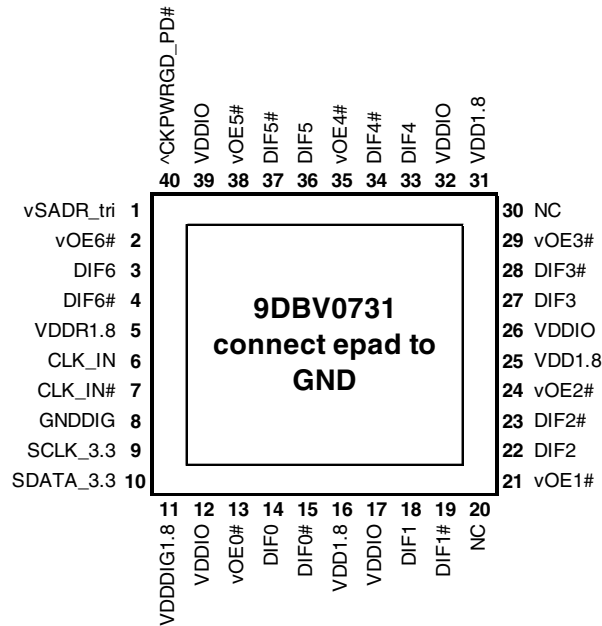 ^CKPWRGD_PD#
VDDIO
vOE5#
DIF5#
DIF5
vOE4#
DIF4#
DIF4
VDDIO
VDD1.8
40 39 38 37 36 35 34 33 32 31
vSADR_tri 1
vOE6# 2
DIF6 3
DIF6# 4
VDDR1.8 5
CLK_IN 6
CLK_IN# 7
GNDDIG 8
SCLK_3.3 9
SDATA_3.3 10
9DBV0731
connect epad to
GND
30 NC
29 vOE3#
28 DIF3#
27 DIF3
26 VDDIO
25 VDD1.8
24 vOE2#
23 DIF2#
22 DIF2
21 vOE1#
11 12 13 14 15 16 17 18 19 20
VDDDIG1.8
VDDIO
vOE0#
DIF0
DIF0#
VDD1.8
VDDIO
DIF1
DIF1#
NC